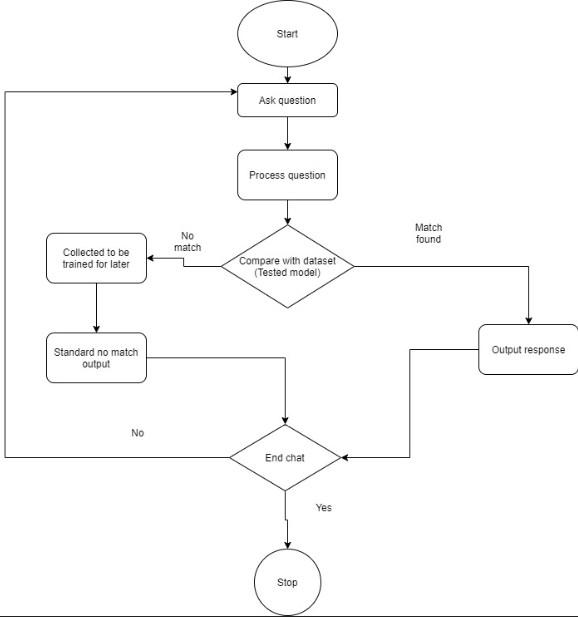 Start
Ask question
Process question
No
match
Match
found
Collected to be
trained for later
Compare with dataset
(Tested model)
Standard no match
output
Output response
No
End chat
Yes
Stop